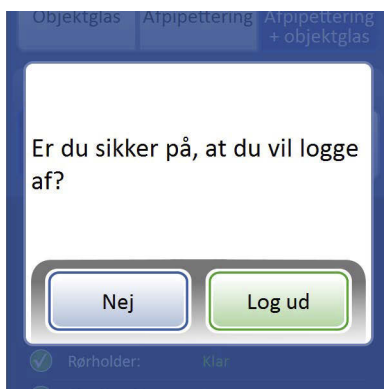 Objektglas Afpipettering Afpipettering
+ objektglas
Er du sikker på, at du vil logge
af?
Nej Log ud
Rørholder: Klar